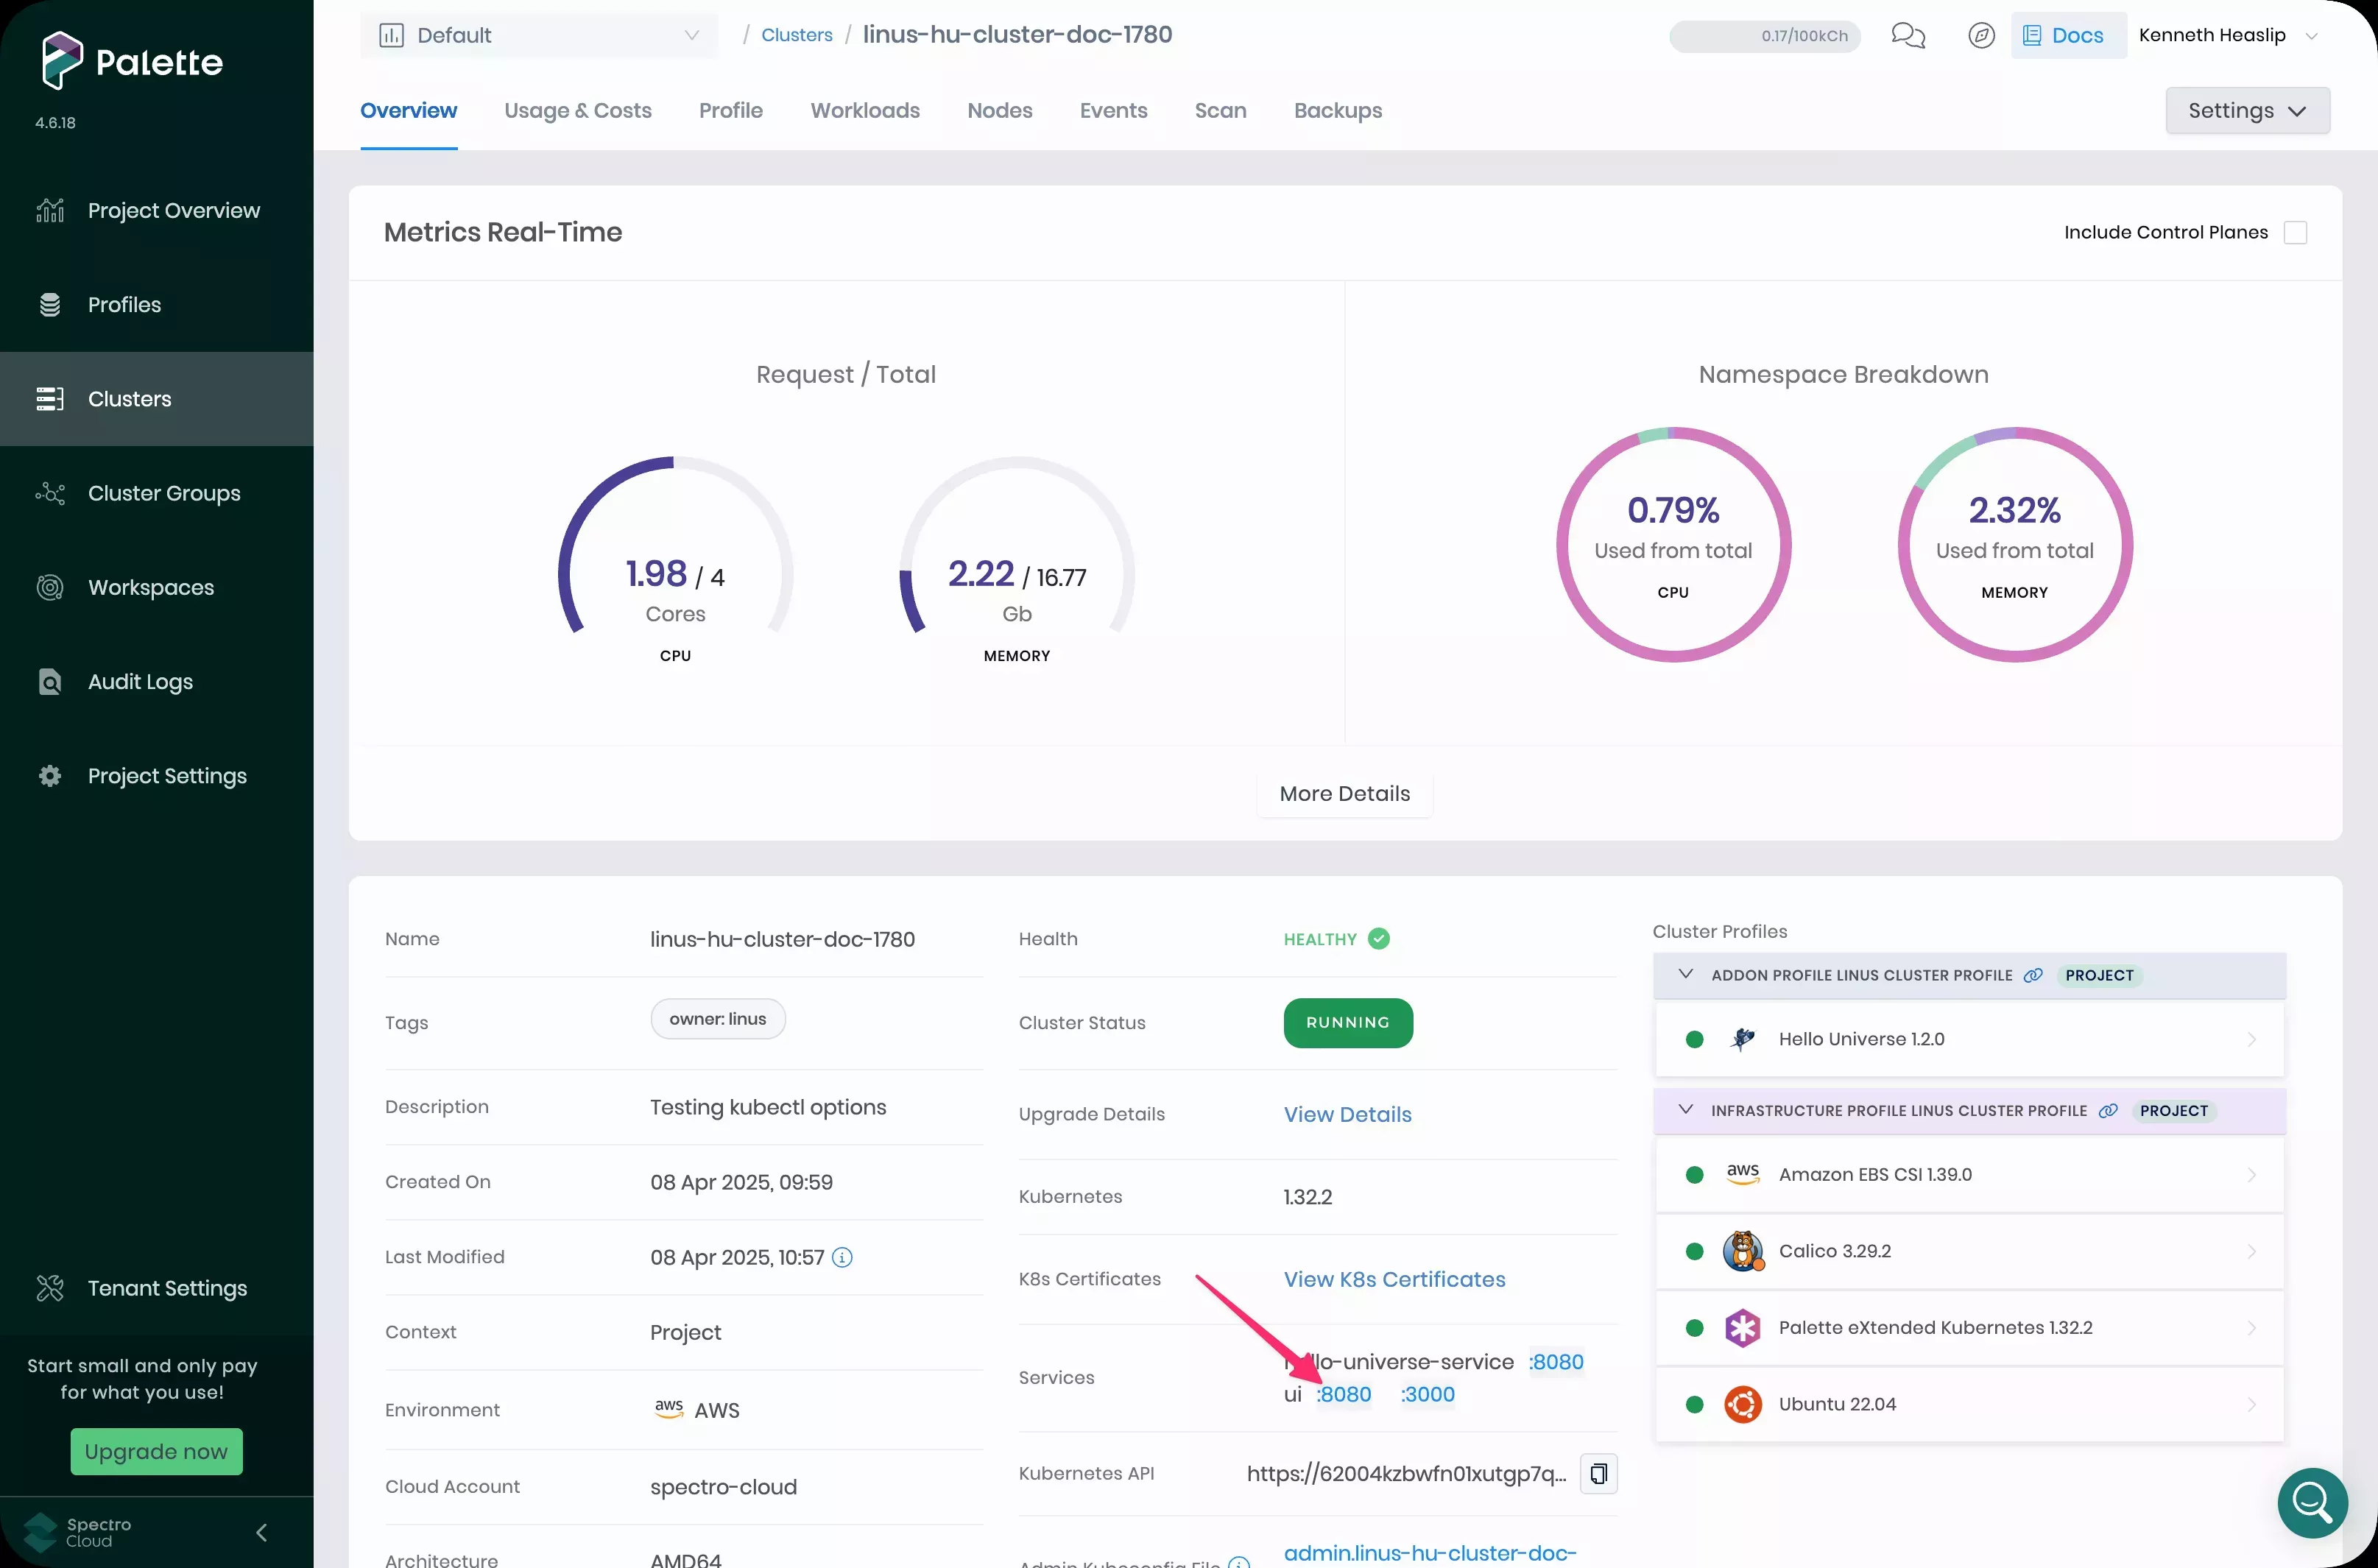 Palette
4.6.18
Project Overview
Profiles
Clusters
Cluster Groups
Workspaces
Audit Logs
Project Settings
Tenant Settings
Start small and only pay
for what you use!
Upgrade now
Spectro
Cloud
Default
/ Clusters / linus-hu-cluster-doc-1780
0.17/100kCh
Docs
Kenneth Heaslip
Overview Usage & Costs Profile Workloads Nodes Events Scan Backups
Settings
Metrics Real-Time
Include Control Planes
Request / Total
1.98 / 4
Cores
CPU
2.22 / 16.77
Gb
MEMORY
Namespace Breakdown
0.79%
Used from total
CPU
2.32%
Used from total
MEMORY
More Details
Name linus-hu-cluster-doc-1780
Tags owner: linus
Description Testing kubectl options
Created On 08 Apr 2025, 09:59
Last Modified 08 Apr 2025, 10:57
Context Project
Environment aws AWS
Cloud Account spectro-cloud
Architecture AMD64
Health HEALTHY
Cluster Status RUNNING
Upgrade Details View Details
Kubernetes 1.32.2
K8s Certificates View K8s Certificates
Services
:8080
ui :8080 :3000
Kubernetes API https://62004kzbwfn01xutgp7q...
Admin Kubeconfig File admin.linus-hu-cluster-doc-
Cluster Profiles
ADDON PROFILE LINUS CLUSTER PROFILE PROJECT
Hello Universe 1.2.0
INFRASTRUCTURE PROFILE LINUS CLUSTER PROFILE PROJECT
aws Amazon EBS CSI 1.39.0
Calico 3.29.2
Palette eXtended Kubernetes 1.32.2
Ubuntu 22.04